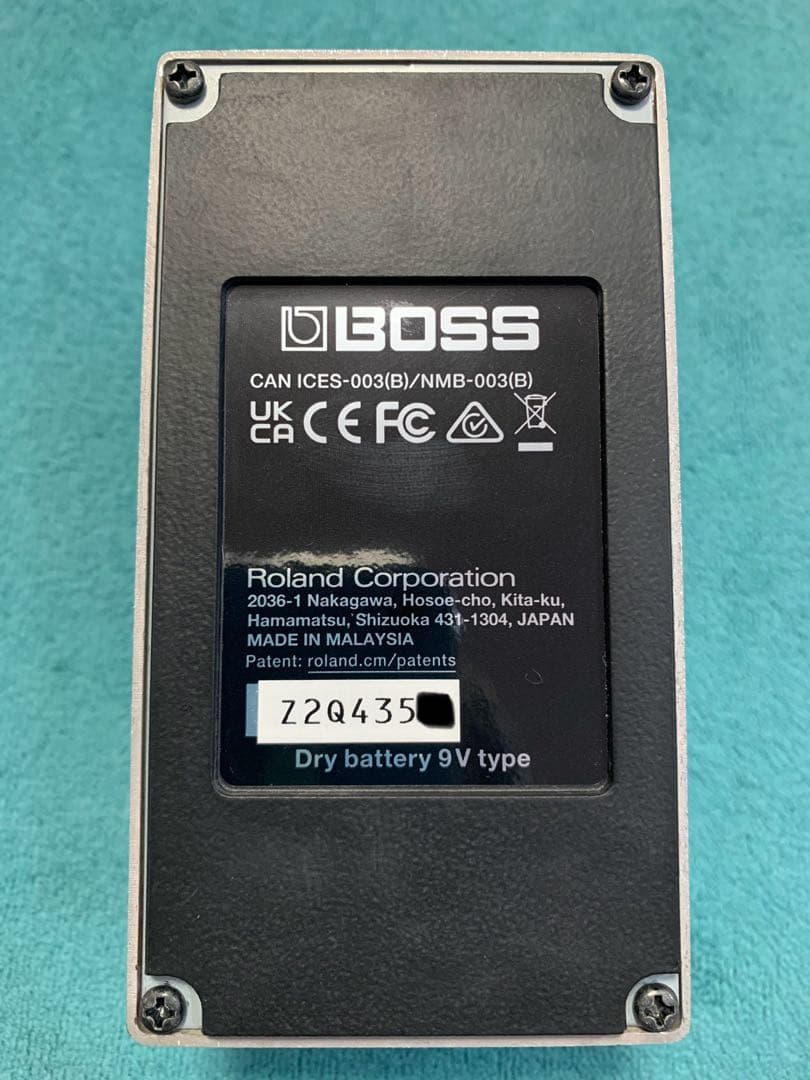 BOSS
CAN ICES-003(B)/NMB-003(B)
UK CA CE FC
Roland Corporation
2036-1 Nakagawa, Hosoe-cho, Kita-ku,
Hamamatsu, Shizuoka 431-1304, JAPAN
MADE IN MALAYSIA
Patent: roland.cm/patents
Z2Q435
Dry battery 9V type